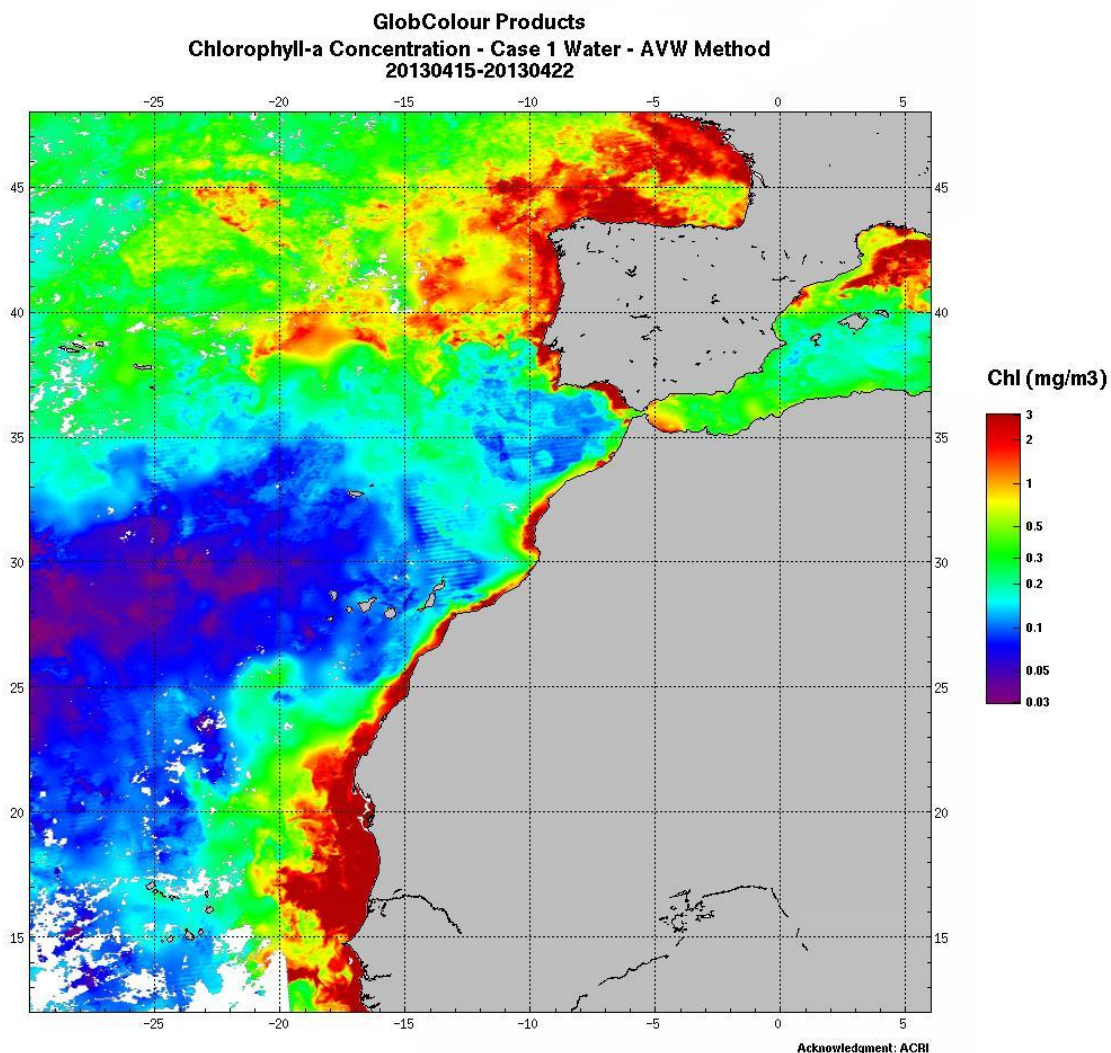 GlobColour Products
Chlorophyll-a Concentration - Case 1 Water - AVW Method
20130415-20130422
-25 -20 -15 -10 -5 0 5
45 45
40 40
35 35
30 30
25 25
20 20
15 15
-25 -20 -15 -10 -5 0 5
Chl (mg/m3)
3
2
1
0.5
0.3
0.2
0.1
0.05
0.03
Acknowledgment: ACRI